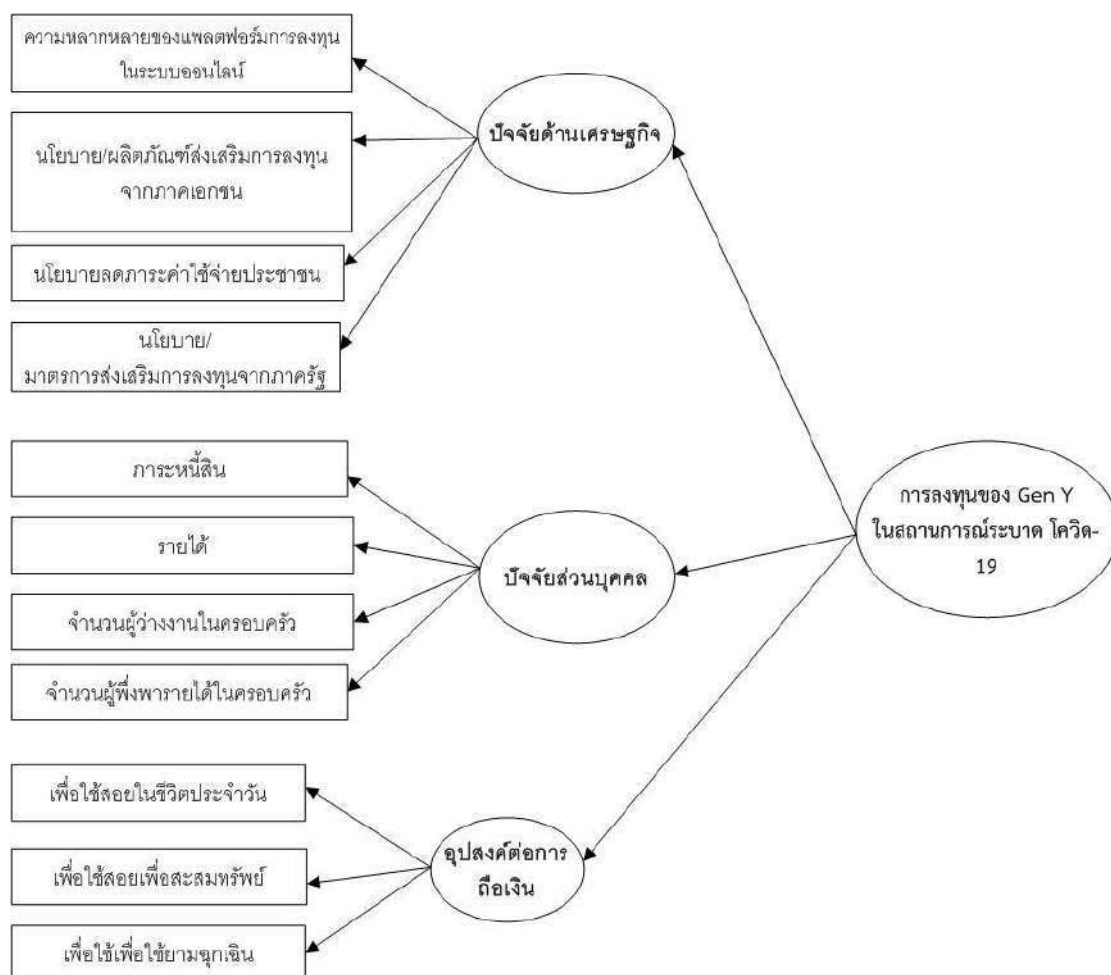 ความหลากหลายของแพลตฟอร์มการลงทุน
ในระบบออนไลน์
นโยบาย/ผลิตภัณฑ์ส่งเสริมการลงทุน
จากภาคเอกชน
นโยบายลดภาระค่าใช้จ่ายประชาชน
นโยบาย/
มาตรการส่งเสริมการลงทุนจากภาครัฐ
ปัจจัยด้านเศรษฐกิจ
ภาระหนี้สิน
รายได้
จำนวนผู้ว่างงานในครอบครัว
จำนวนผู้พึ่งพารายได้ในครอบครัว
ปัจจัยส่วนบุคคล
การลงทุนของ Gen Y
ในสถานการณ์ระบาด โควิด-
19
เพื่อใช้สอยในชีวิตประจำวัน
เพื่อใช้สอยเพื่อสะสมทรัพย์
เพื่อใช้เพื่อใช้ยามฉุกเฉิน
อุปสงค์ต่อการ
ถือเงิน